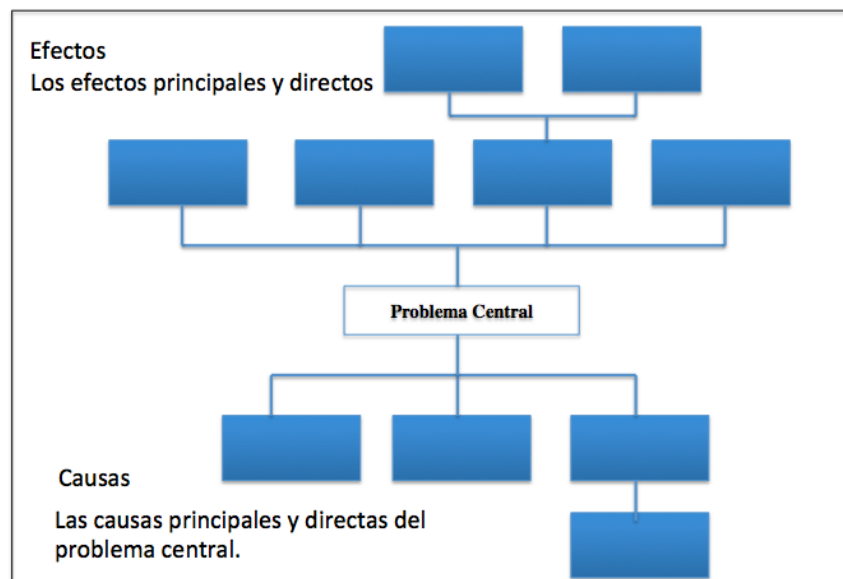 Efectos
Los efectos principales y directos
Problema Central
Causas
Las causas principales y directas del
problema central.